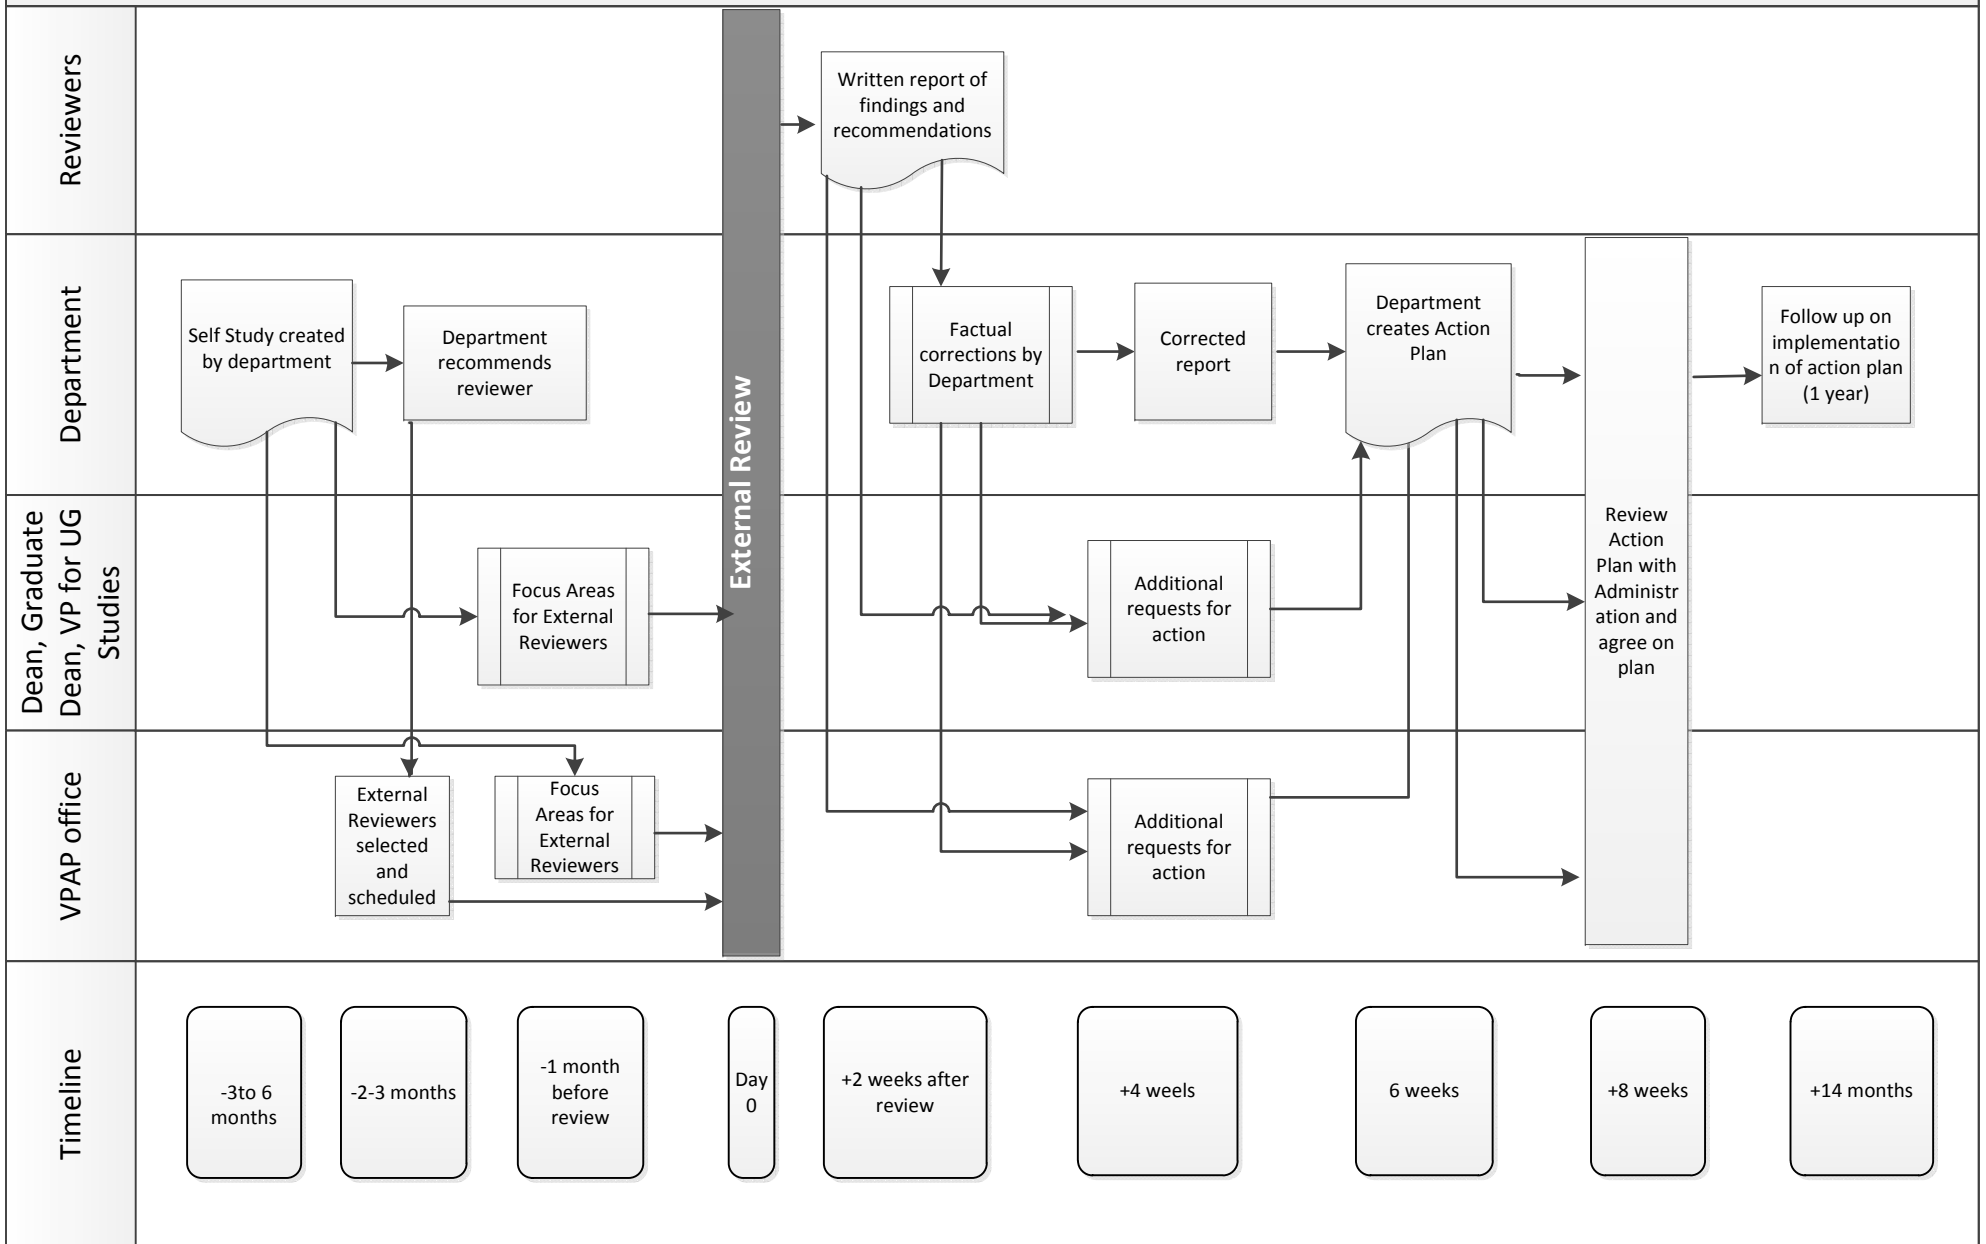 Reviewers
Written report of
findings and
recommendations
Department
Self Study created
by department
Department
recommends
reviewer
External Review
Factual
corrections by
Department
Corrected
report
Department
creates Action
Plan
Follow up on
implementatio
n of action plan
(1 year)
Dean, Graduate
Dean, VP for UG
Studies
Focus Areas
for External
Reviewers
Additional
requests for
action
Review
Action
Plan with
Administr
ation and
agree on
plan
VPAP office
External
Reviewers
selected
and
scheduled
Focus
Areas for
External
Reviewers
Additional
requests for
action
Timeline
-3to 6
months
-2-3 months
-1 month
before
review
Day
0
+2 weeks after
review
+4 weels
6 weeks
+8 weeks
+14 months